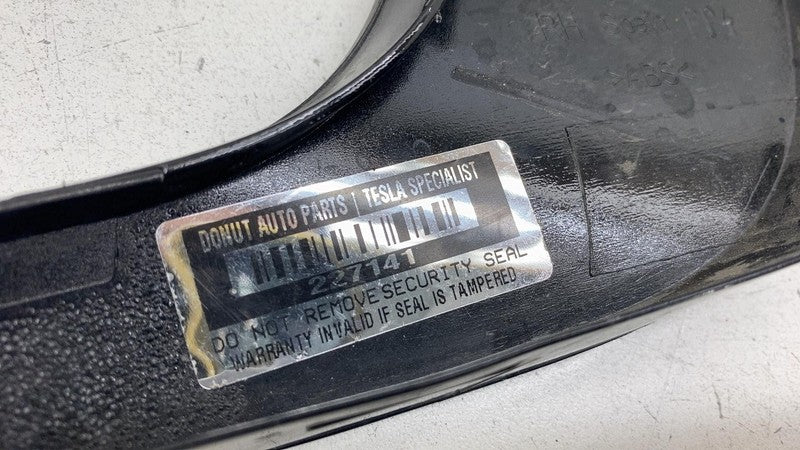 >ABS<
DONUT AUTO PARTS | TESLA SPECIALIST
227141
DO NOT REMOVE SECURITY SEAL
WARRANTY INVALID IF SEAL IS TAMPERED